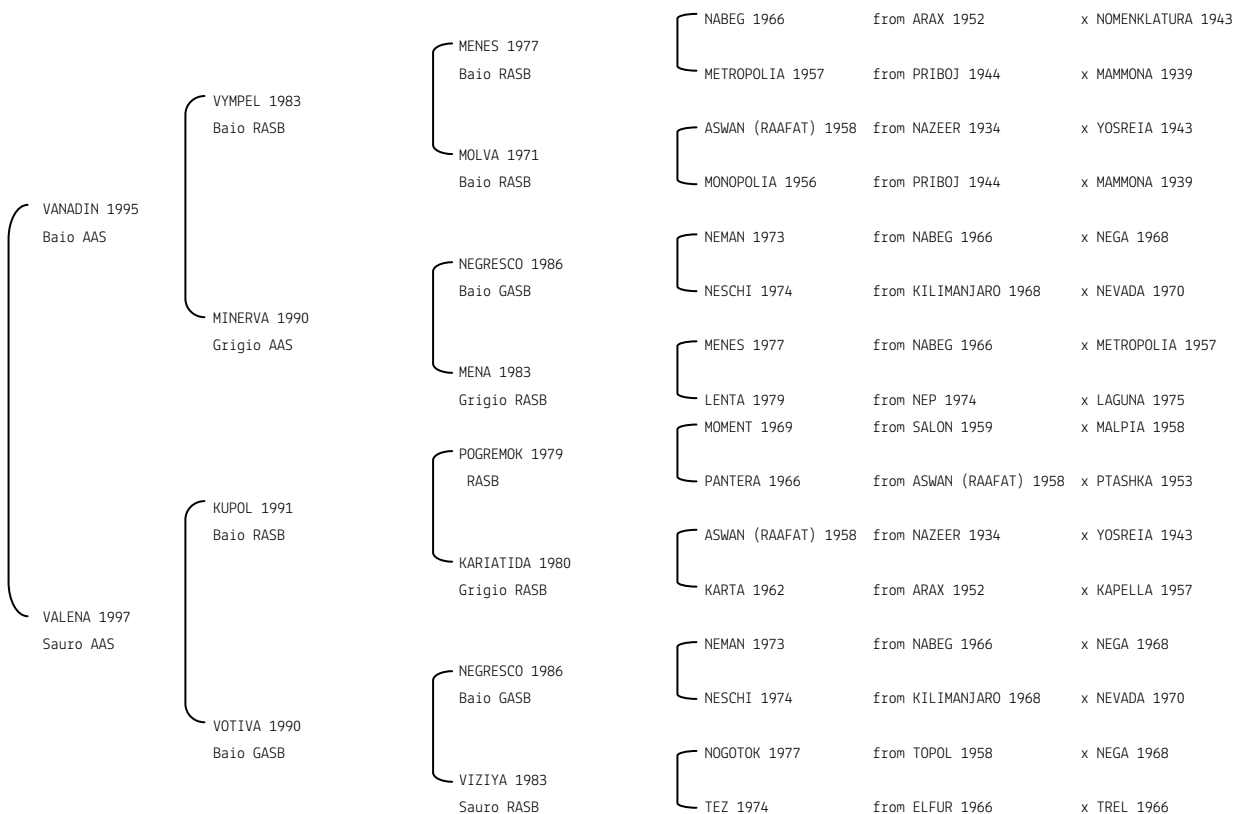 NABEG 1966 from ARAX 1952 x NOMENKLATURA 1943
MENES 1977
Baio RASB
METROPOLIA 1957 from PRIBOJ 1944 x MAMMONA 1939
VYMPEL 1983
Baio RASB
ASWAN (RAAFAT) 1958 from NAZEER 1934 x YOSREIA 1943
MOLVA 1971
Baio RASB
MONOPOLIA 1956 from PRIBOJ 1944 x MAMMONA 1939
VANADIN 1995
Baio AAS
NEMAN 1973 from NABEG 1966 x NEGA 1968
NEGRESCO 1986
Baio GASB
NESCHI 1974 from KILIMANJARO 1968 x NEVADA 1970
MINERVA 1990
Grigio AAS
MENES 1977 from NABEG 1966 x METROPOLIA 1957
MENA 1983
Grigio RASB
LENTA 1979 from NEP 1974 x LAGUNA 1975
MOMENT 1969 from SALON 1959 x MALPIA 1958
POGREMOK 1979
RASB
PANTERA 1966 from ASWAN (RAAFAT) 1958 x PTASHKA 1953
KUPOL 1991
Baio RASB
ASWAN (RAAFAT) 1958 from NAZEER 1934 x YOSREIA 1943
KARIATIDA 1980
Grigio RASB
KARTA 1962 from ARAX 1952 x KAPELLA 1957
VALENA 1997
Sauro AAS
NEMAN 1973 from NABEG 1966 x NEGA 1968
NEGRESCO 1986
Baio GASB
NESCHI 1974 from KILIMANJARO 1968 x NEVADA 1970
VOTIVA 1990
Baio GASB
NOGOTOK 1977 from TOPOL 1958 x NEGA 1968
VIZIYA 1983
Sauro RASB
TEZ 1974 from ELFUR 1966 x TREL 1966